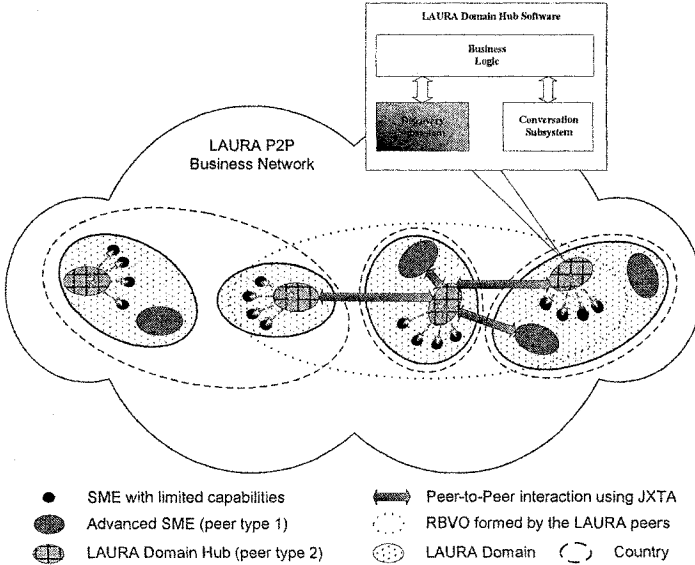 LAURA Domain Hub Software
Business
Logic
Conversation
Subsystem
LAURA P2P
Business Network
SME with limited capabilities
Advanced SME (peer type 1)
LAURA Domain Hub (peer type 2)
Peer-to-Peer interaction using JXTA
RBVO formed by the LAURA peers
LAURA Domain
Country